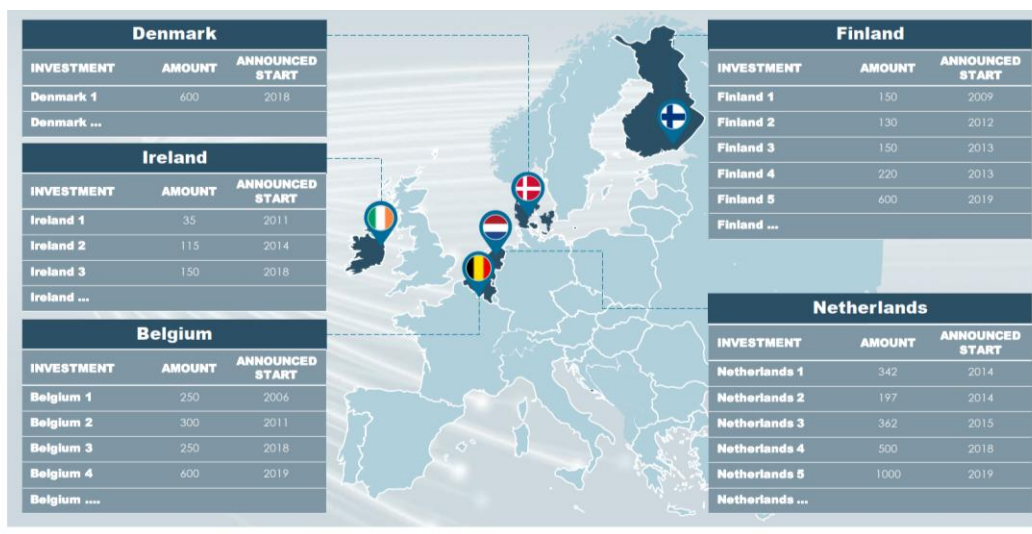 Denmark
INVESTMENT AMOUNT ANNOUNCED START
Denmark 1 600 2018
Denmark ...
Ireland
INVESTMENT AMOUNT ANNOUNCED START
Ireland 1 35 2011
Ireland 2 115 2014
Ireland 3 150 2018
Ireland ...
Belgium
INVESTMENT AMOUNT ANNOUNCED START
Belgium 1 250 2006
Belgium 2 300 2011
Belgium 3 250 2018
Belgium 4 600 2019
Belgium ....
Finland
INVESTMENT AMOUNT ANNOUNCED START
Finland 1 150 2009
Finland 2 130 2012
Finland 3 150 2013
Finland 4 220 2013
Finland 5 600 2019
Finland ...
Netherlands
INVESTMENT AMOUNT ANNOUNCED START
Netherlands 1 342 2014
Netherlands 2 197 2014
Netherlands 3 362 2015
Netherlands 4 500 2018
Netherlands 5 1000 2019
Netherlands ...